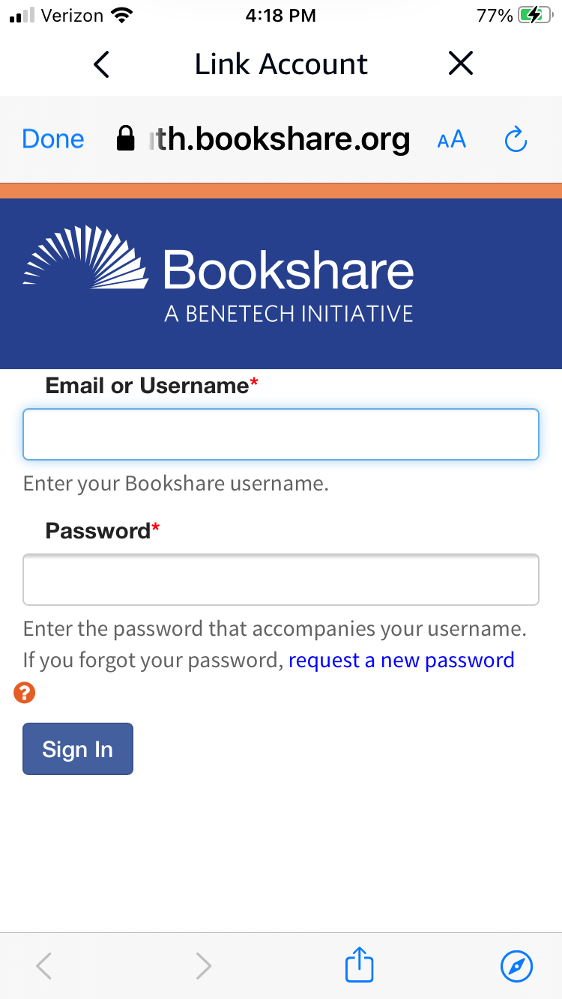 Verizon 4:18 PM 77%
Link Account
Done th.bookshare.org AA
Bookshare
A BENETECH INITIATIVE
Email or Username*
Enter your Bookshare username.
Password*
Enter the password that accompanies your username.
If you forgot your password, request a new password
?
Sign In